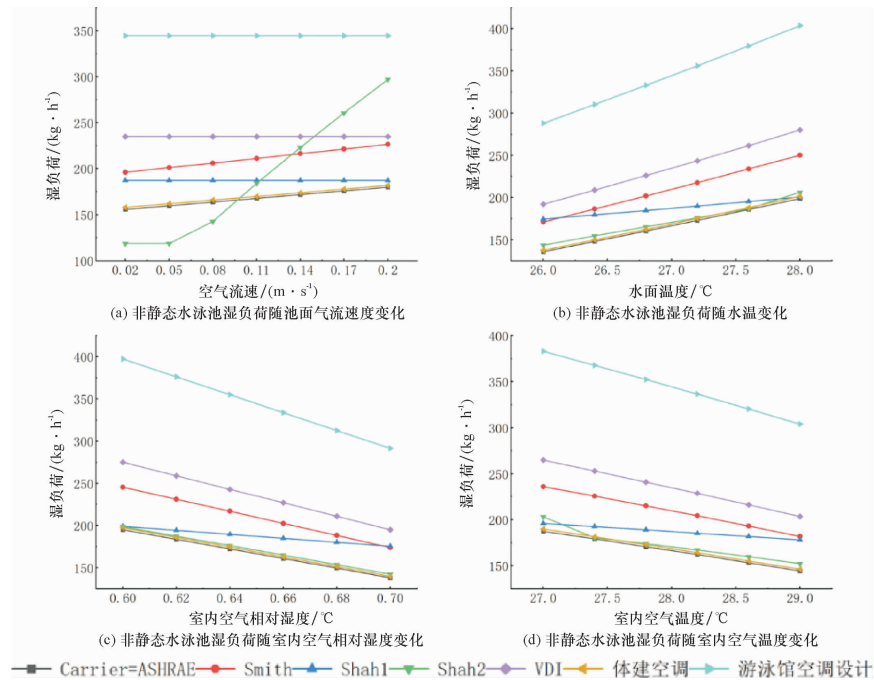 350
300
250
200
150
100
湿负荷/(kg·h⁻¹)
0.02 0.05 0.08 0.11 0.14 0.17 0.2
空气流速/(m·s⁻¹)
(a) 非静态水泳池湿负荷随池面气流速度变化
400
350
300
250
200
150
湿负荷/(kg·h⁻¹)
26.0 26.5 27.0 27.5 28.0
水面温度/℃
(b) 非静态水泳池湿负荷随水温变化
400
350
300
250
200
150
湿负荷/(kg·h⁻¹)
0.60 0.62 0.64 0.66 0.68 0.70
室内空气相对湿度/℃
(c) 非静态水泳池湿负荷随室内空气相对湿度变化
400
350
300
250
200
150
湿负荷/(kg·h⁻¹)
27.0 27.5 28.0 28.5 29.0
室内空气温度/℃
(d) 非静态水泳池湿负荷随室内空气温度变化
Carrier=ASHRAE Smith Shah1 Shah2 VDI 体建空调 游泳馆空调设计